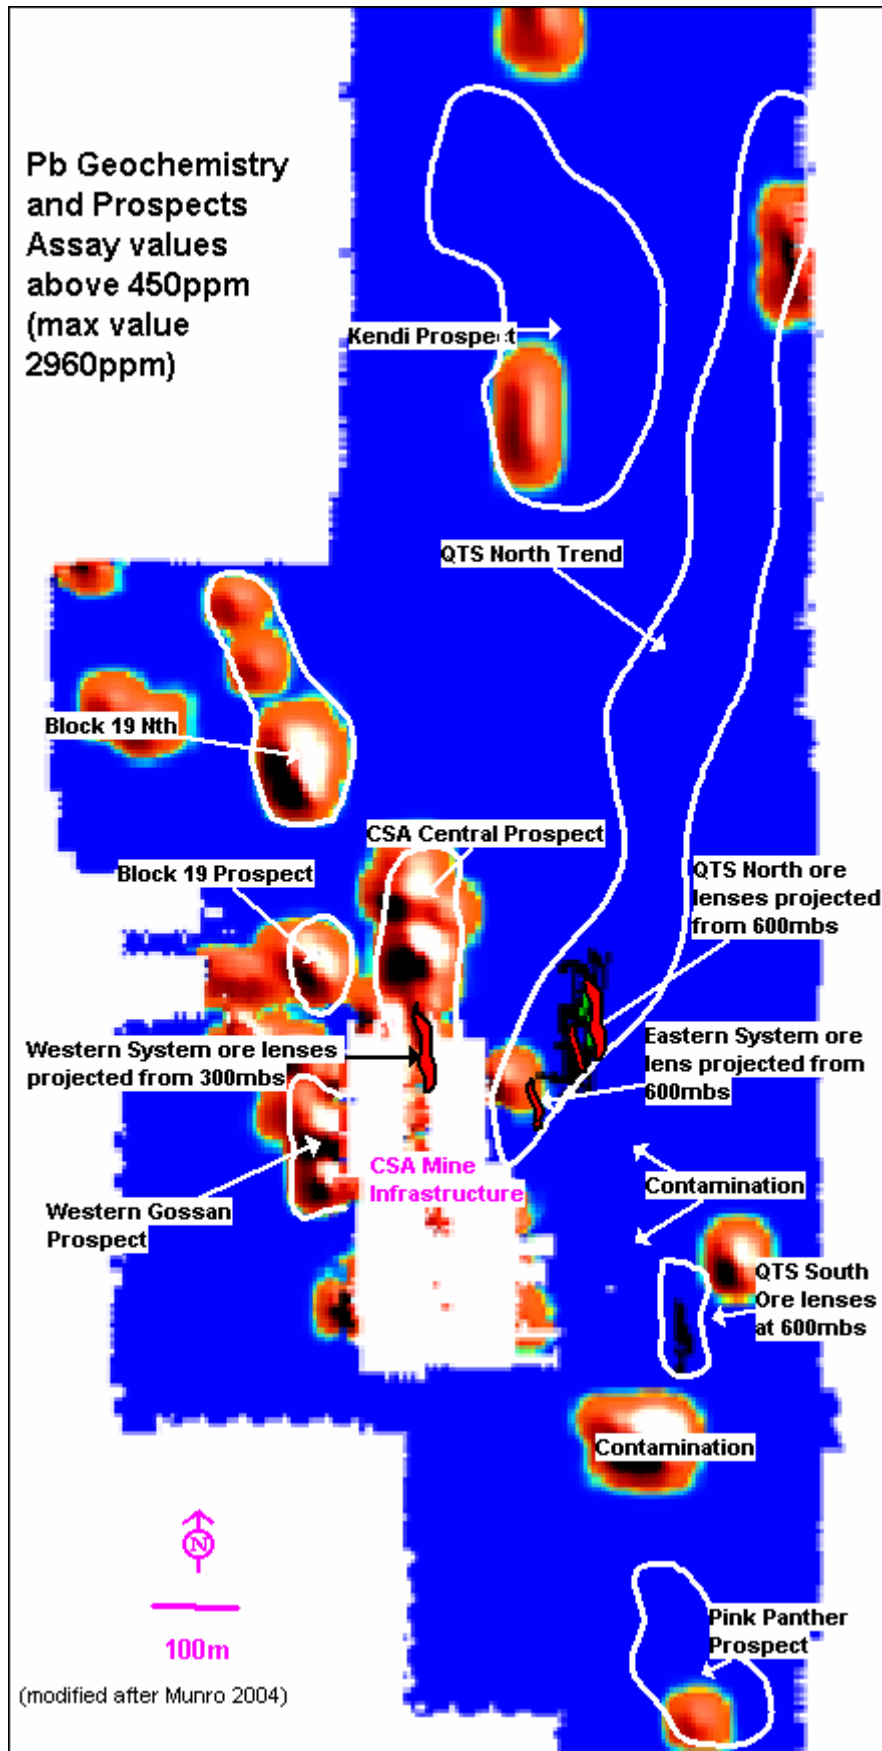 Pb Geochemistry
and Prospects
Assay values
above 450ppm
(max value
2960ppm)
Kendi Prospect
QTS North Trend
Block 19 Nth
CSA Central Prospect
Block 19 Prospect
QTS North ore
lenses projected
from 600mbs
Western System ore lenses
projected from 300mbs
Eastern System ore
lens projected from
600mbs
CSA Mine
Infrastructure
Contamination
Western Gossan
Prospect
QTS South
Ore lenses
at 600mbs
Contamination
N
100m
Pink Panther
Prospect
(modified after Munro 2004)